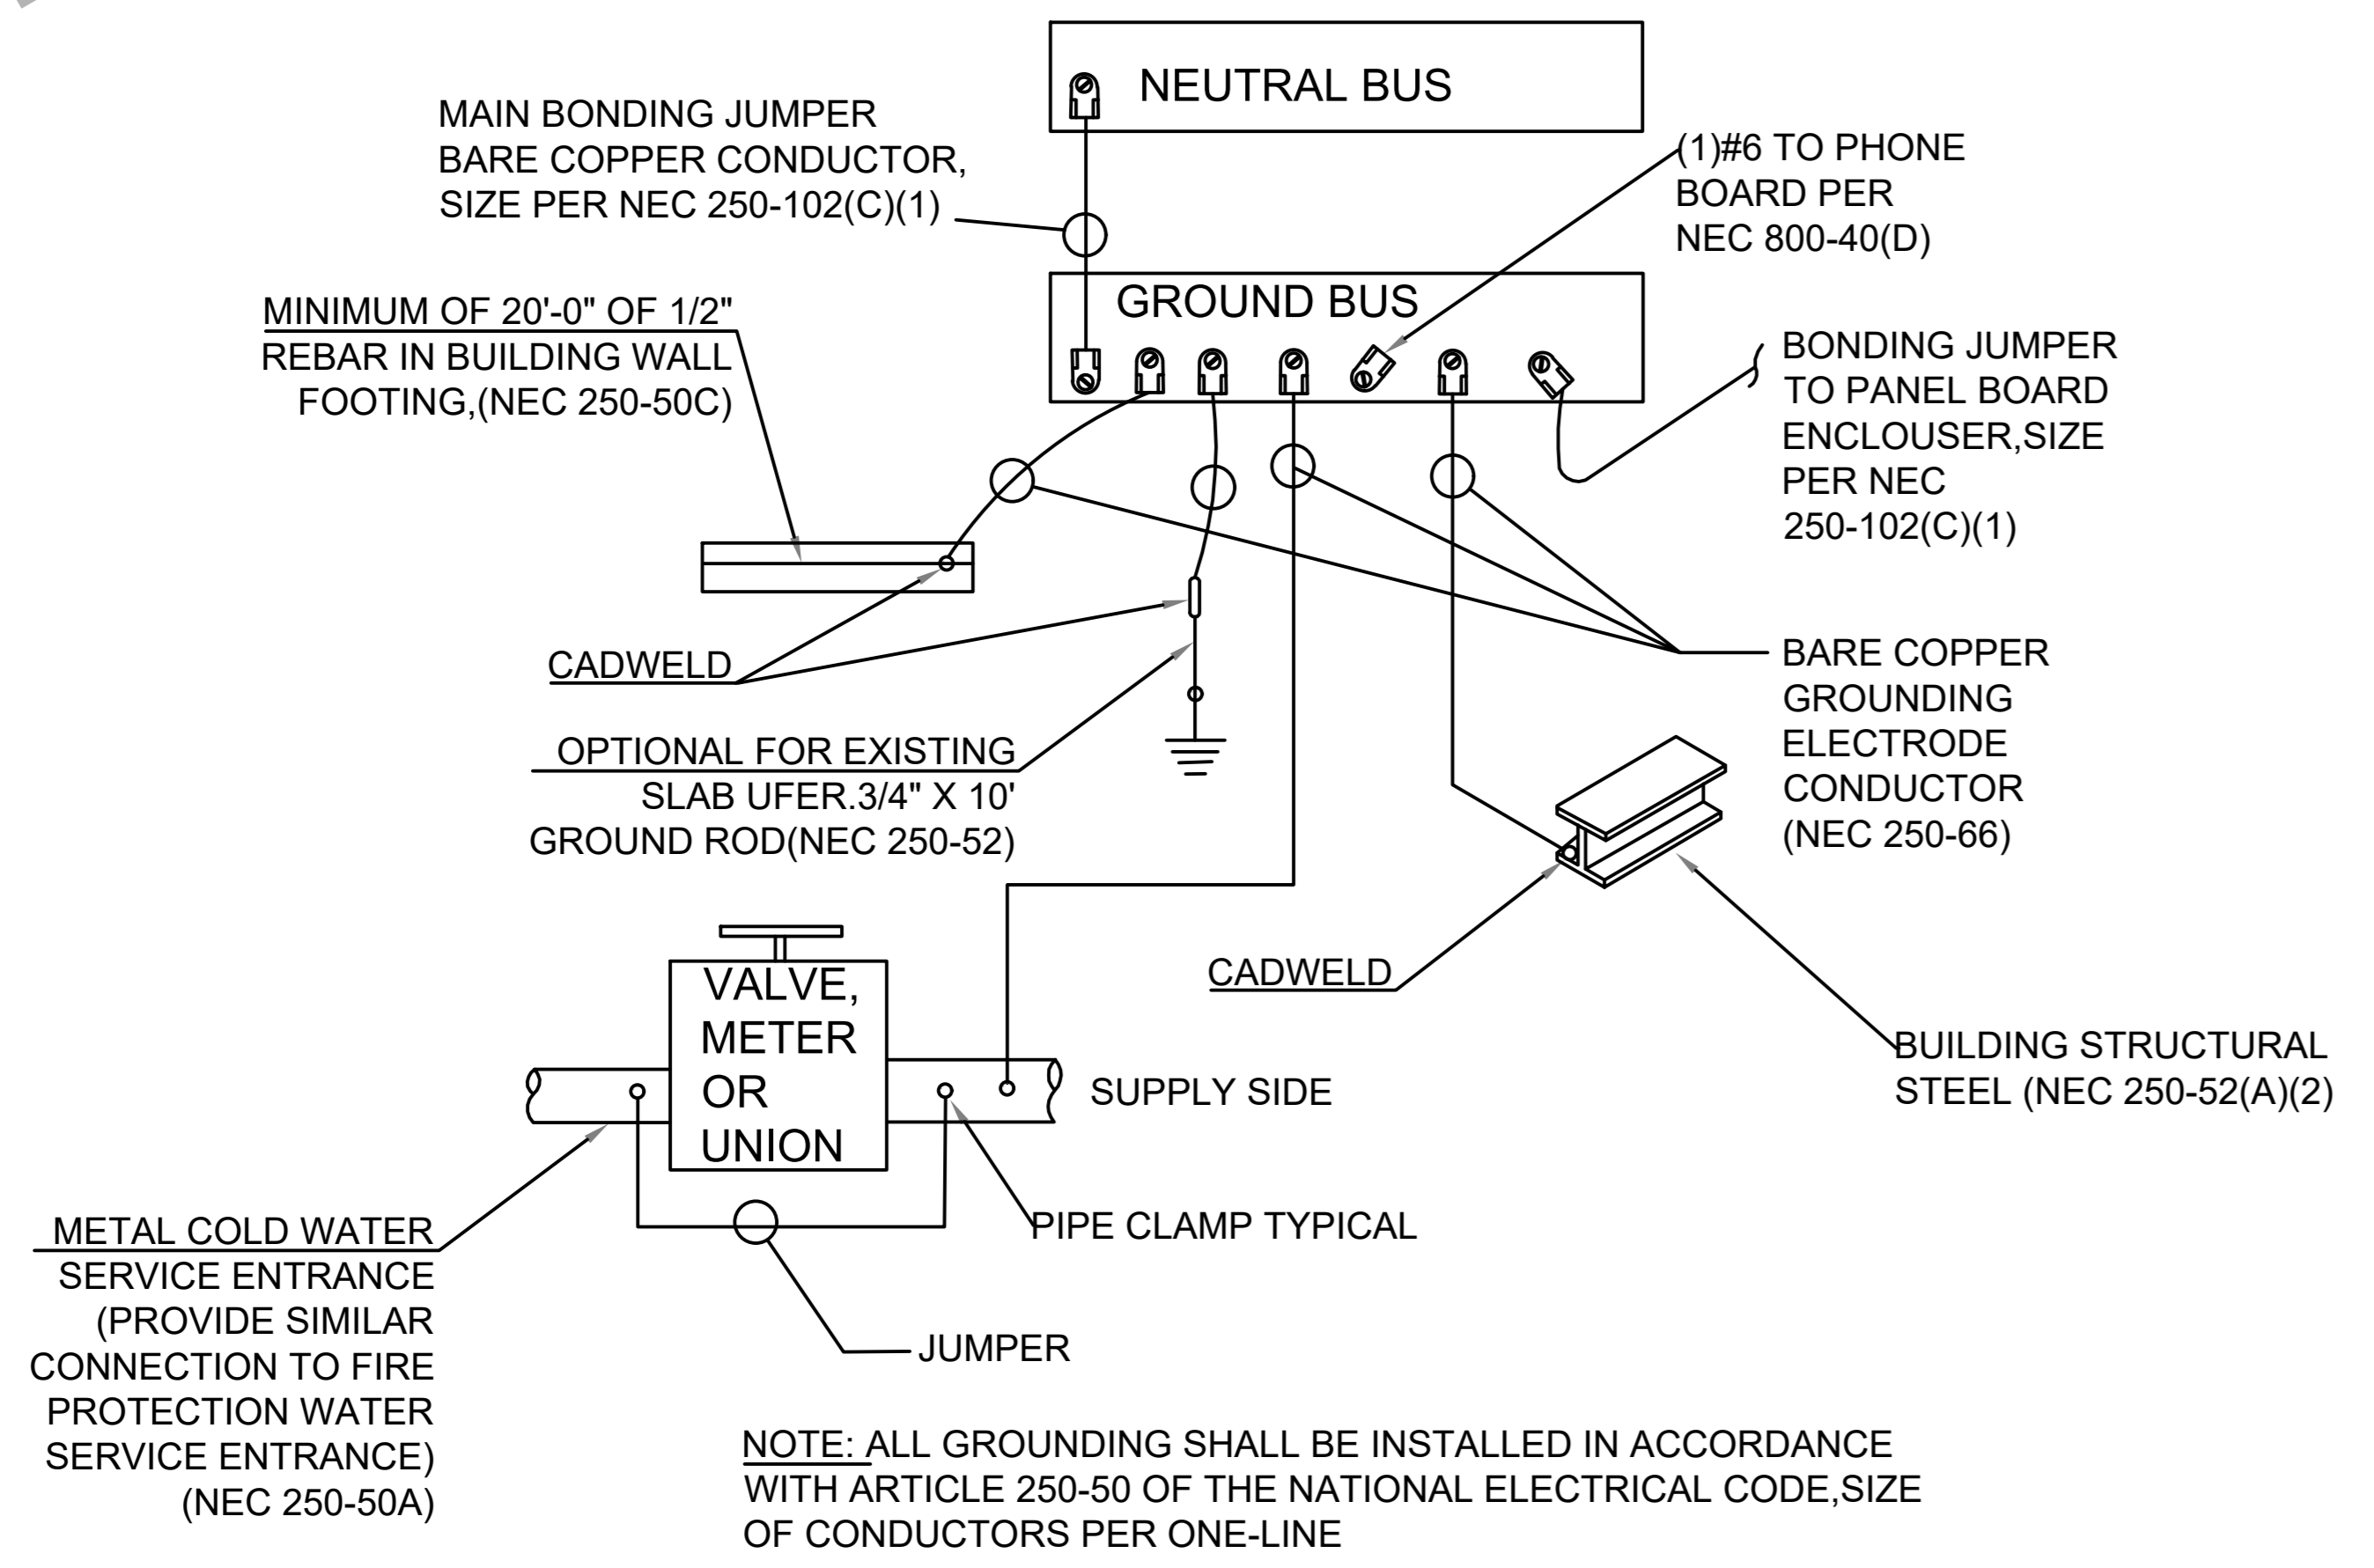 NEUTRAL BUS
MAIN BONDING JUMPER
BARE COPPER CONDUCTOR,
SIZE PER NEC 250-102(C)(1)
(1)#6 TO PHONE
BOARD PER
NEC 800-40(D)
GROUND BUS
MINIMUM OF 20'-0" OF 1/2"
REBAR IN BUILDING WALL
FOOTING,(NEC 250-50C)
BONDING JUMPER
TO PANEL BOARD
ENCLOUSER,SIZE
PER NEC
250-102(C)(1)
CADWELD
BARE COPPER
GROUNDING
ELECTRODE
CONDUCTOR
(NEC 250-66)
OPTIONAL FOR EXISTING
SLAB UFER.3/4" X 10'
GROUND ROD(NEC 250-52)
CADWELD
VALVE,
METER
OR
UNION
SUPPLY SIDE
BUILDING STRUCTURAL
STEEL (NEC 250-52(A)(2)
PIPE CLAMP TYPICAL
METAL COLD WATER
SERVICE ENTRANCE
(PROVIDE SIMILAR
CONNECTION TO FIRE
PROTECTION WATER
SERVICE ENTRANCE)
(NEC 250-50A)
JUMPER
NOTE: ALL GROUNDING SHALL BE INSTALLED IN ACCORDANCE
WITH ARTICLE 250-50 OF THE NATIONAL ELECTRICAL CODE,SIZE
OF CONDUCTORS PER ONE-LINE